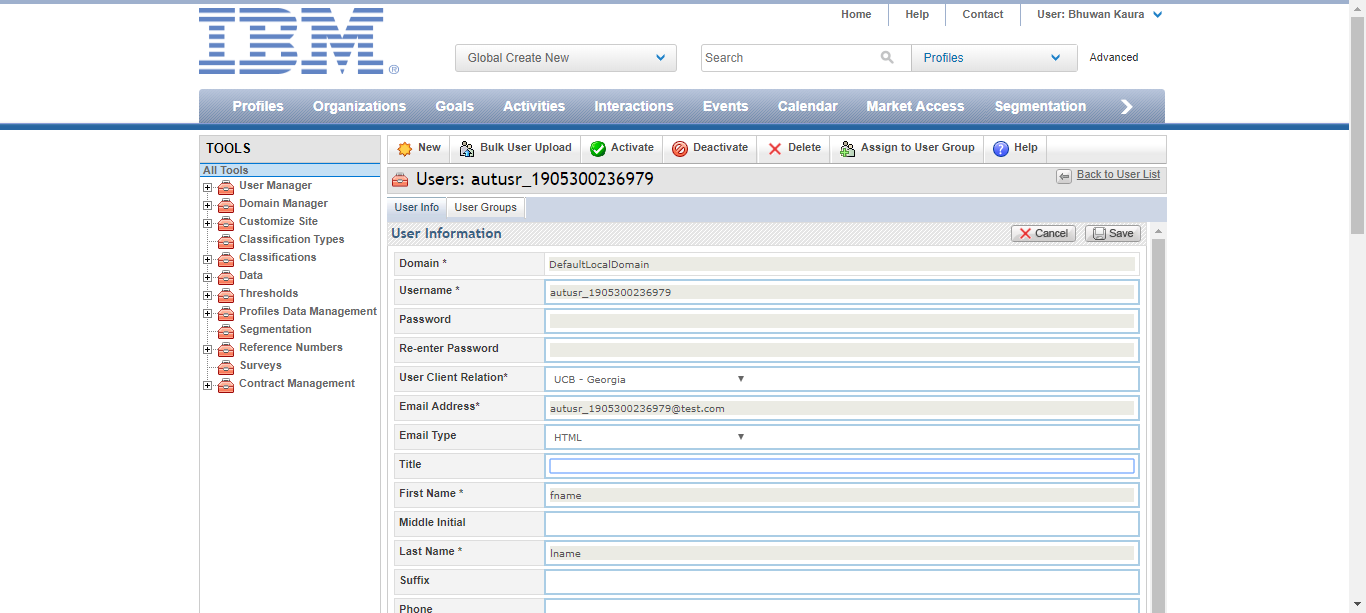 Home Help Contact User: Bhuwan Kaura
IBM ®
Global Create New Search Profiles Advanced
Profiles Organizations Goals Activities Interactions Events Calendar Market Access Segmentation
TOOLS
All Tools
User Manager
Domain Manager
Customize Site
Classification Types
Classifications
Data
Thresholds
Profiles Data Management
Segmentation
Reference Numbers
Surveys
Contract Management
New Bulk User Upload Activate Deactivate Delete Assign to User Group Help
Users: autusr_1905300236979 Back to User List
User Info User Groups
User Information Cancel Save
Domain * DefaultLocalDomain
Username * autusr_1905300236979
Password
Re-enter Password
User Client Relation* UCB - Georgia
Email Address* autusr_1905300236979@test.com
Email Type HTML
Title
First Name * fname
Middle Initial
Last Name * lname
Suffix
Phone